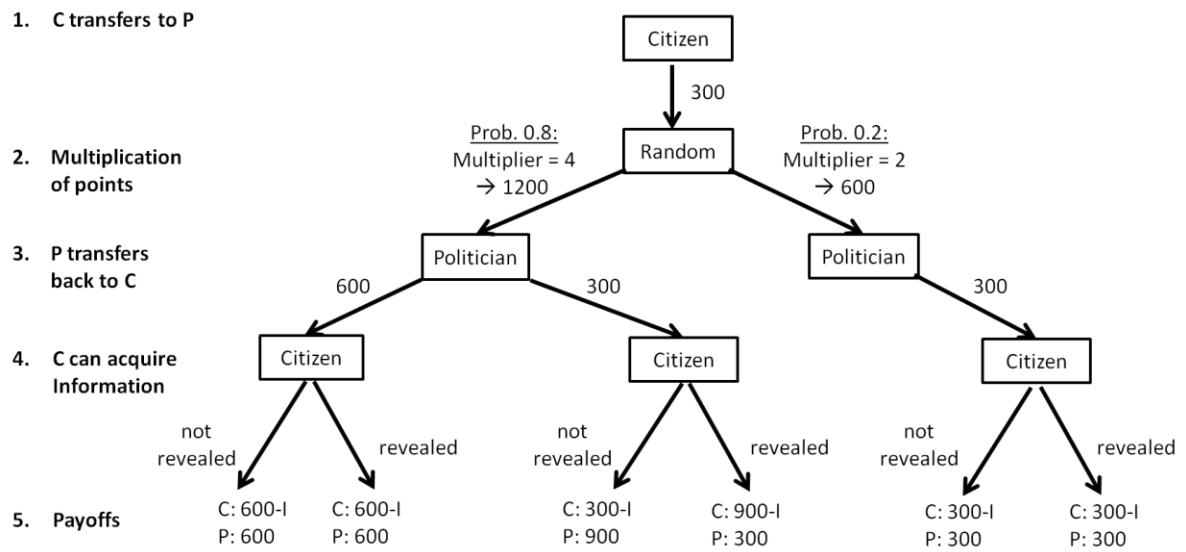 1. C transfers to P
Citizen
300
Prob. 0.8:
Multiplier = 4
→ 1200
Random
Prob. 0.2:
Multiplier = 2
→ 600
2. Multiplication
of points
3. P transfers
back to C
Politician
Politician
600
300
300
4. C can acquire
Information
Citizen
Citizen
Citizen
not
revealed
revealed
not
revealed
revealed
not
revealed
revealed
5. Payoffs
C: 600-I
P: 600
C: 600-I
P: 600
C: 300-I
P: 900
C: 900-I
P: 300
C: 300-I
P: 300
C: 300-I
P: 300